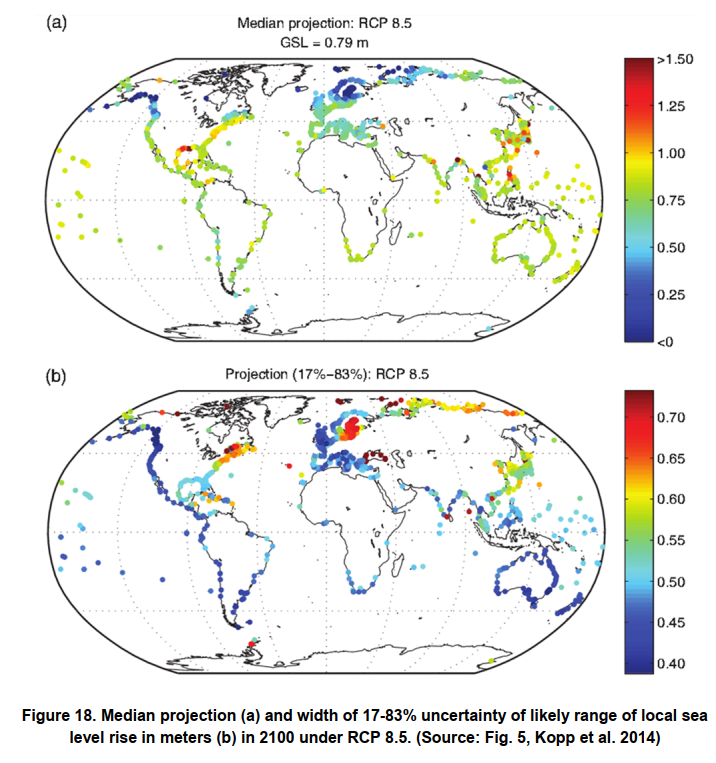 (a)
Median projection: RCP 8.5
GSL = 0.79 m
>1.50
1.25
1.00
0.75
0.50
0.25
<0
(b)
Projection (17%−83%): RCP 8.5
0.70
0.65
0.60
0.55
0.50
0.45
0.40
Figure 18. Median projection (a) and width of 17-83% uncertainty of likely range of local sea
level rise in meters (b) in 2100 under RCP 8.5. (Source: Fig. 5, Kopp et al. 2014)